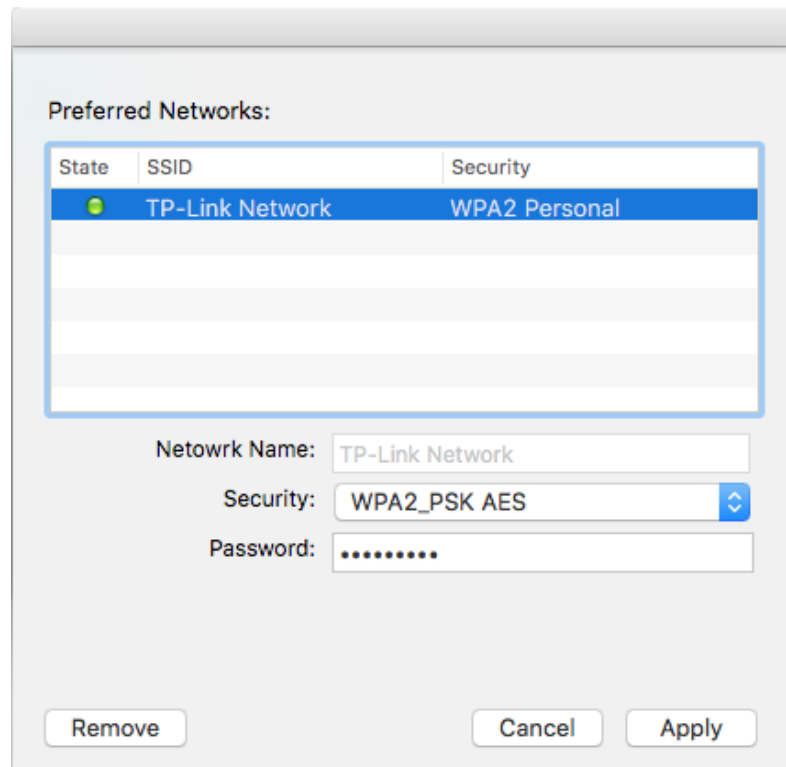 Preferred Networks:
State SSID Security
TP-Link Network WPA2 Personal
Netowrk Name: TP-Link Network
Security: WPA2_PSK AES
Password: •••••••••
Remove Cancel Apply